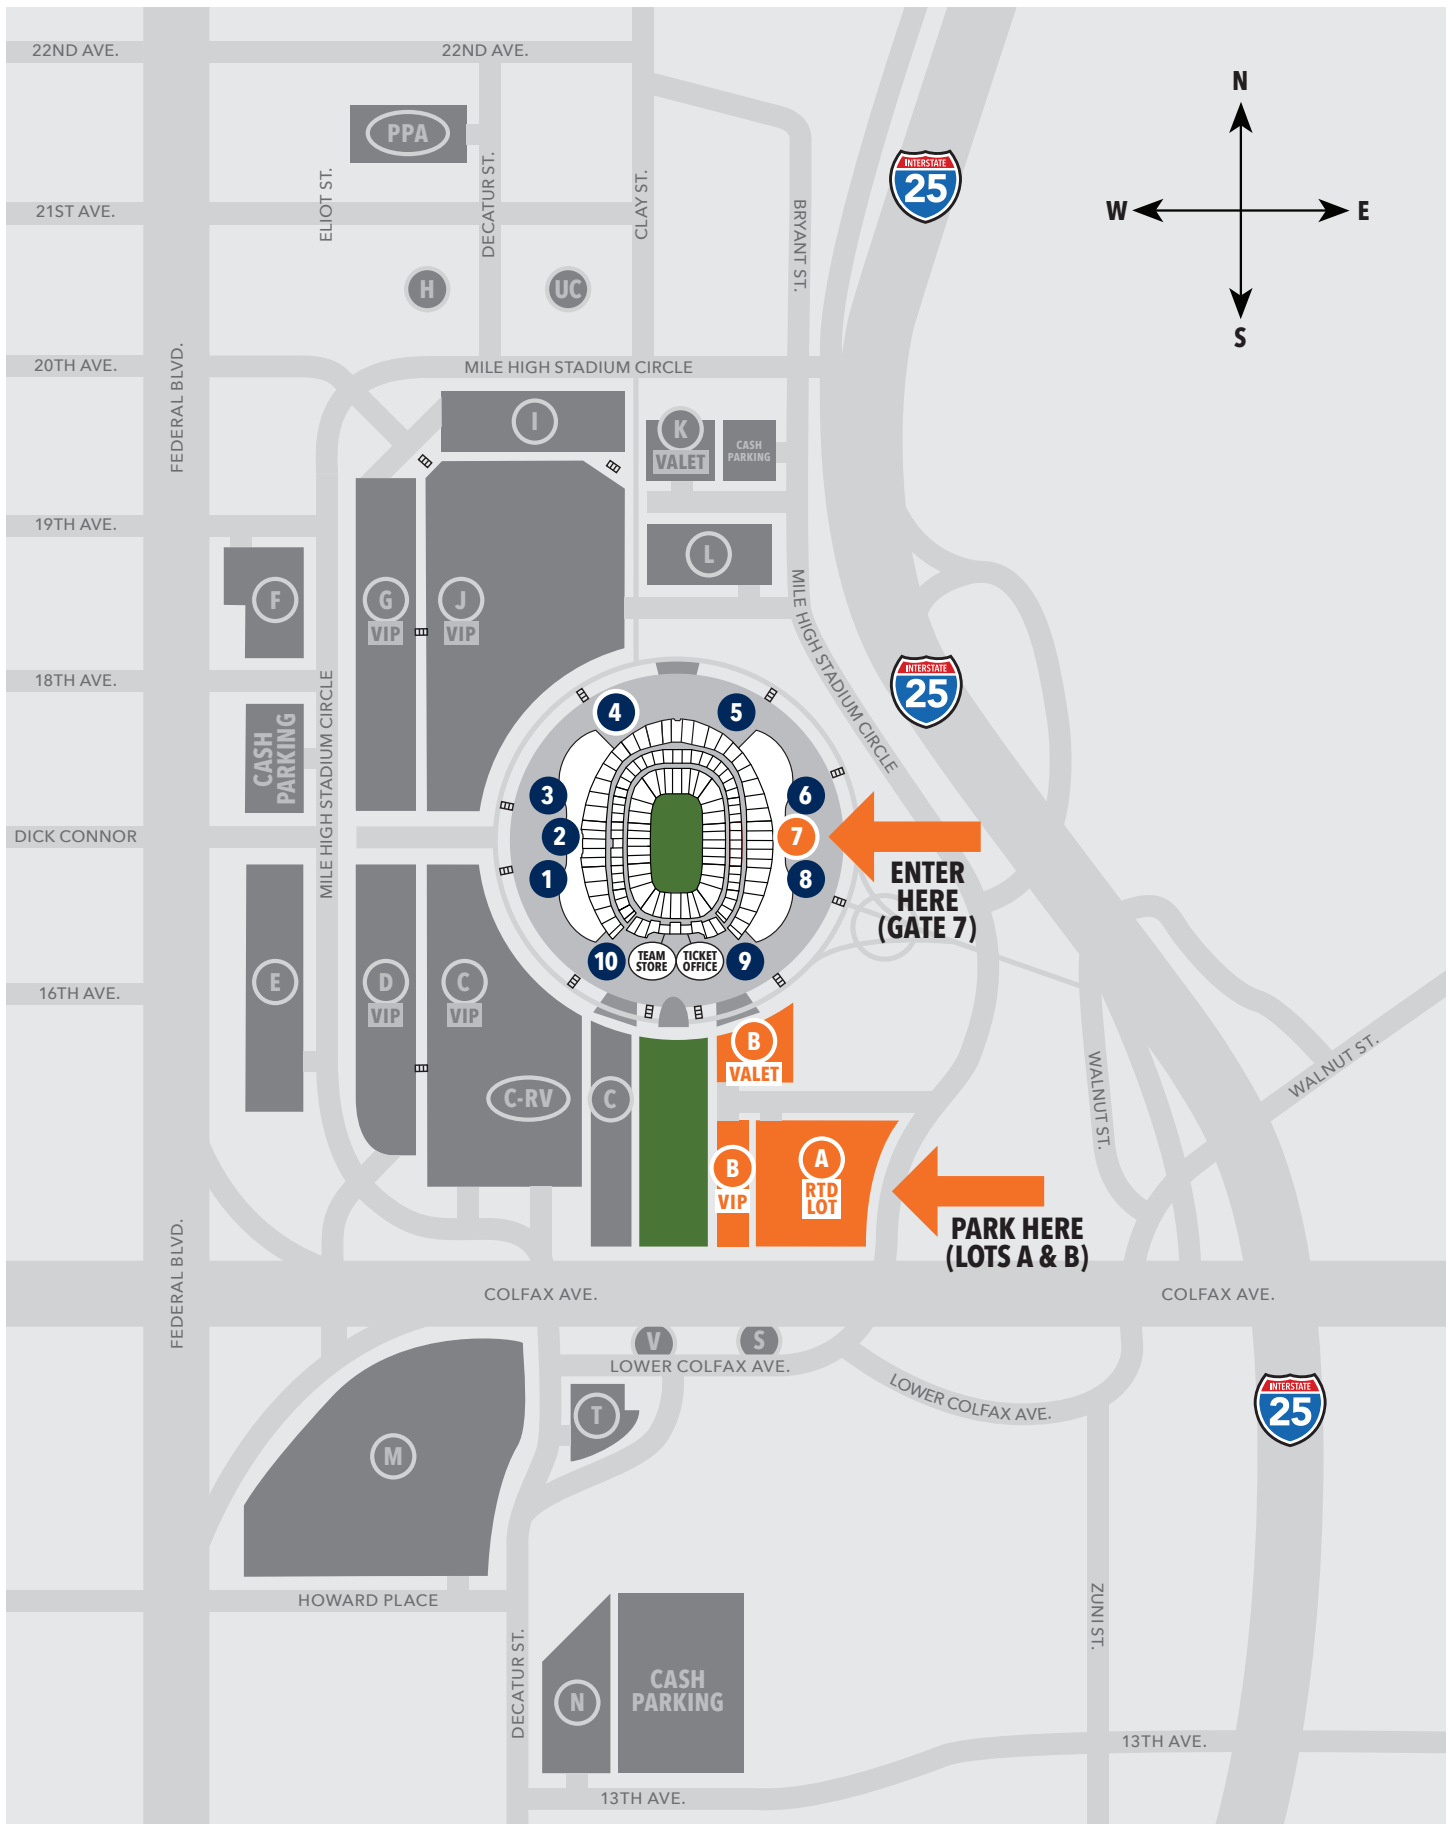 22ND AVE.
22ND AVE.
N
PPA
INTERSTATE
25
ELIOT ST.
DECATUR ST.
CLAY ST.
BRYANT ST.
21ST AVE.
W
E
H
UC
S
FEDERAL BLVD.
20TH AVE.
MILE HIGH STADIUM CIRCLE
I
K
VALET
CASH
PARKING
19TH AVE.
L
F
G
VIP
J
VIP
MILE HIGH STADIUM CIRCLE
18TH AVE.
INTERSTATE
25
CASH
PARKING
MILE HIGH STADIUM CIRCLE
4
5
3
6
DICK CONNOR
2
7
1
8
ENTER
HERE
(GATE 7)
10
TEAM
STORE
TICKET
OFFICE
9
16TH AVE.
E
D
VIP
C
VIP
B
VALET
WALNUT ST.
WALNUT ST.
C-RV
C
B
VIP
A
RTD
LOT
PARK HERE
(LOTS A & B)
FEDERAL BLVD.
COLFAX AVE.
COLFAX AVE.
V
S
LOWER COLFAX AVE.
LOWER COLFAX AVE.
INTERSTATE
25
T
M
HOWARD PLACE
ZUNI ST.
DECATUR ST.
N
CASH
PARKING
13TH AVE.
13TH AVE.